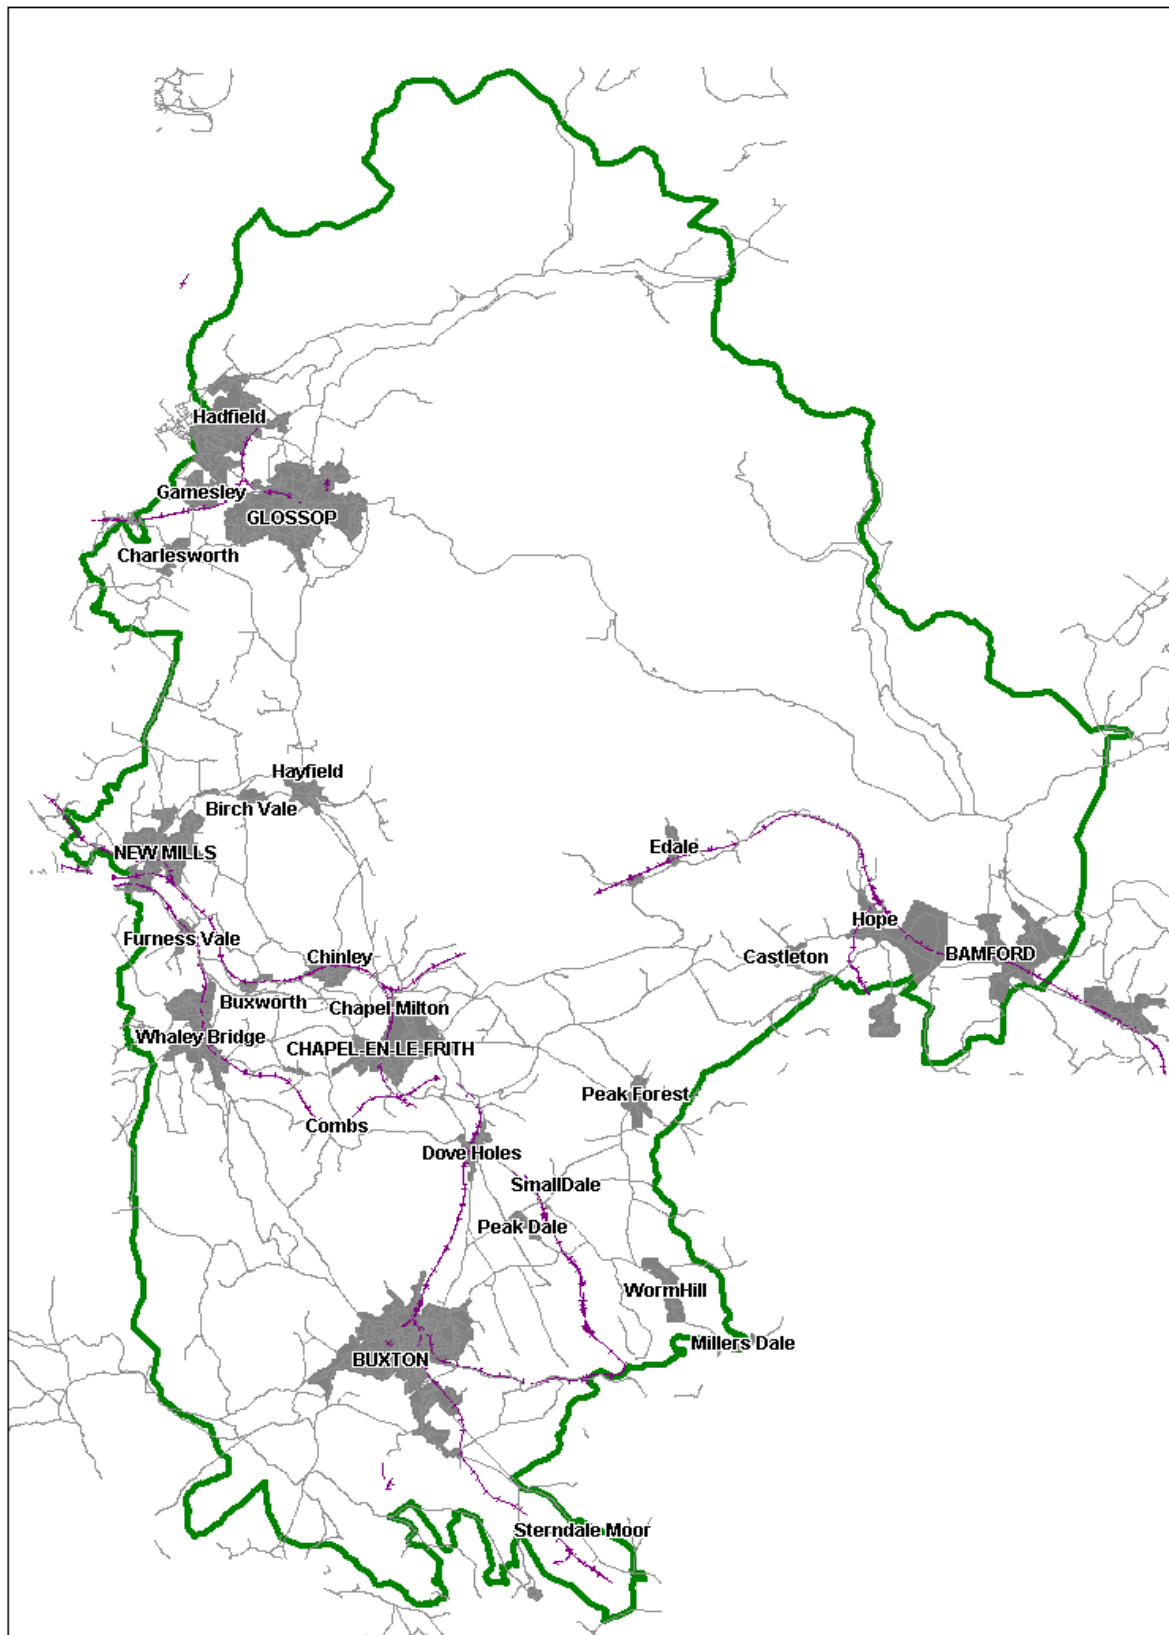 Hadfield
Gamesley
GLOSSOP
Charlesworth
Hayfield
Birch Vale
NEW MILLS
Edale
Hope
Furness Vale
BAMFORD
Chinley
Castleton
Buxworth
Chapel Milton
Whaley Bridge
CHAPEL-EN-LE-FRITH
Peak Forest
Combs
Dove Holes
SmallDale
Peak Dale
WormHill
Millers Dale
BUXTON
Sterndale Moor